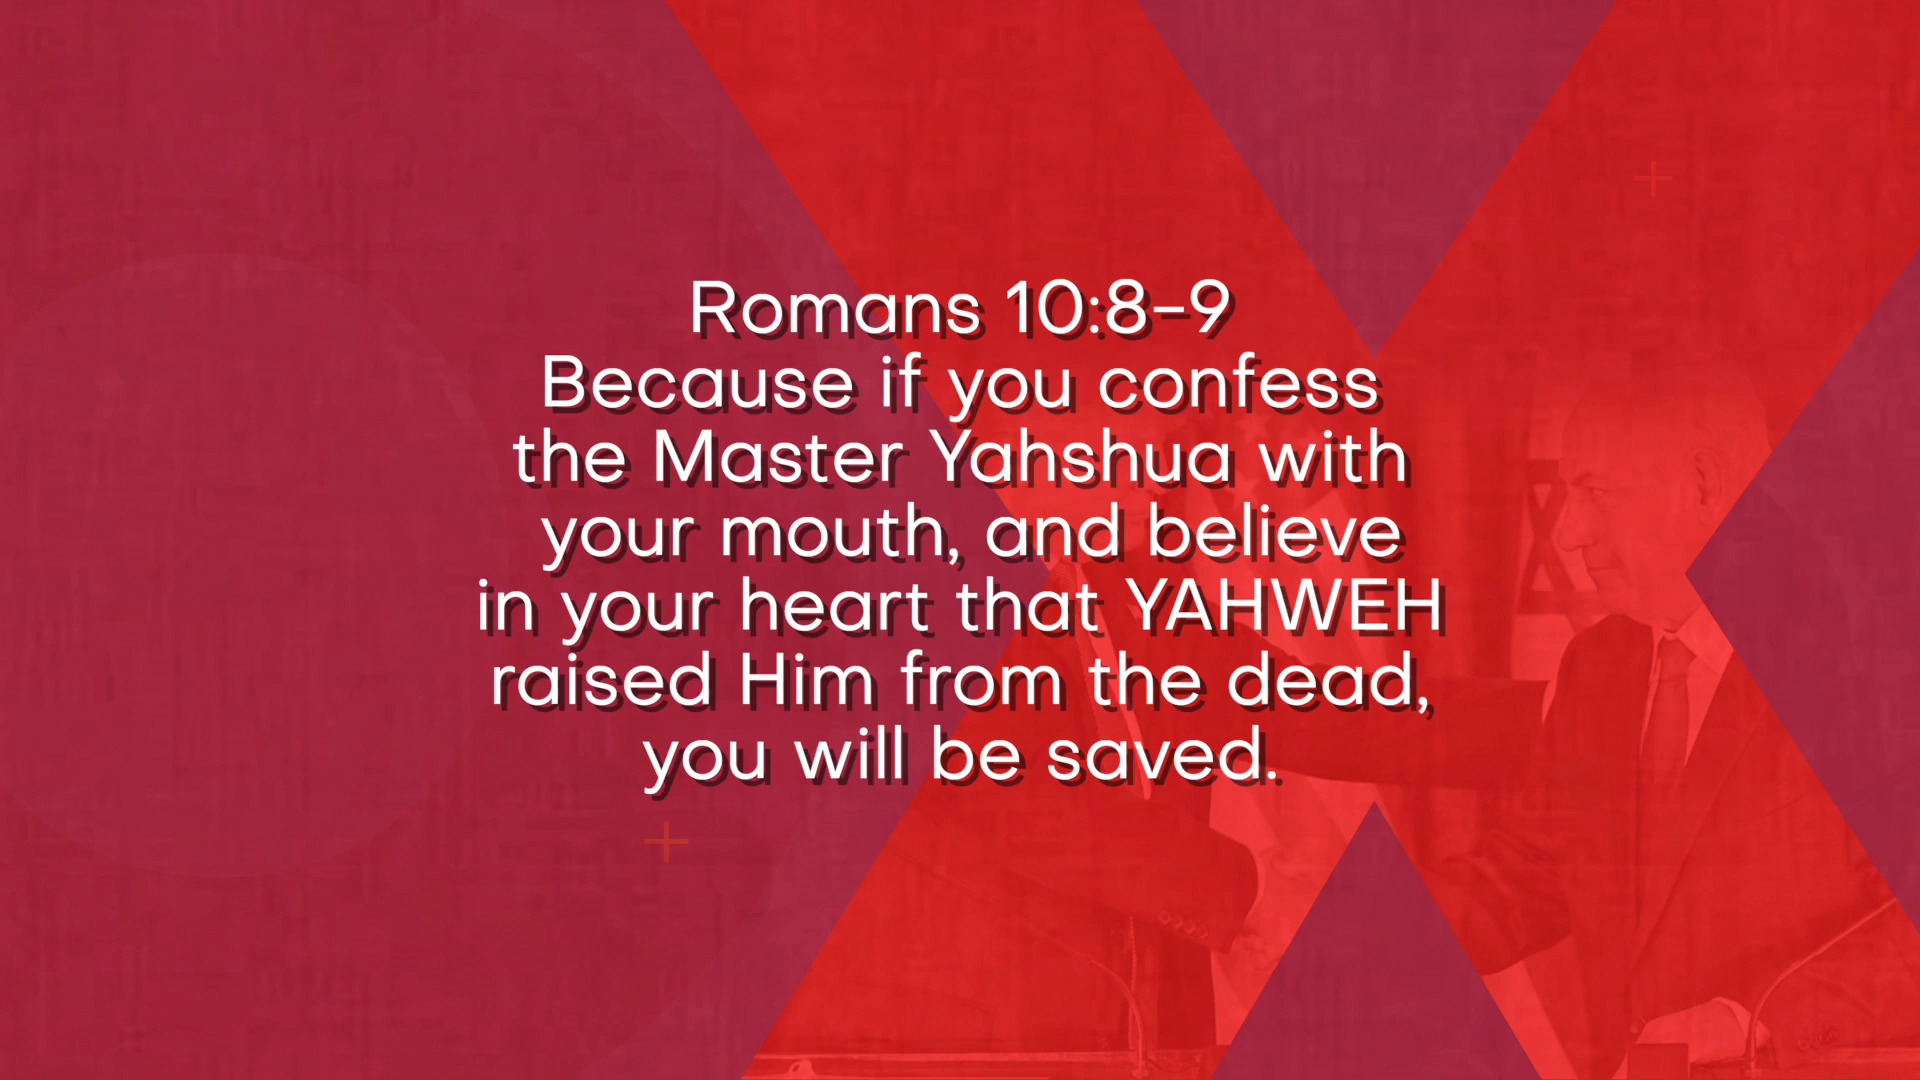 Romans 10:8–9
Because if you confess
the Master Yahshua with
your mouth, and believe
in your heart that YAHWEH
raised Him from the dead,
you will be saved.